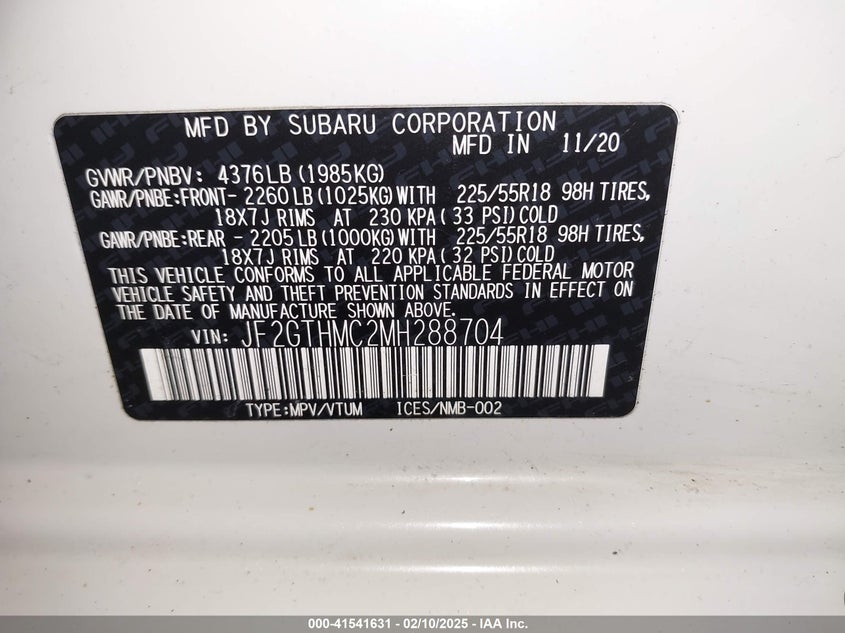 MFD BY SUBARU CORPORATION
MFD IN 11/20
GVWR/PNBV: 4376LB(1985KG)
GAWR/PNBE:FRONT-2260LB(1025KG)WITH 225/55R18 98H TIRES,
18X7J RIMS AT 230 KPA(33 PSI)COLD
GAWR/PNBE:REAR -2205LB(1000KG)WITH 225/55R18 98H TIRES,
18X7J RIMS AT 220 KPA(32 PSI)COLD
THIS VEHICLE CONFORMS TO ALL APPLICABLE FEDERAL MOTOR
VEHICLE SAFETY AND THEFT PREVENTION STANDARDS IN EFFECT ON
THE DATE OF MANUFACTURE SHOWN ABOVE.
VIN: JF2GTHMC2MH288704
TYPE:MPV/VTUM ICES/NMB-002
000-41541631 - 02/10/2025 - IAA Inc.